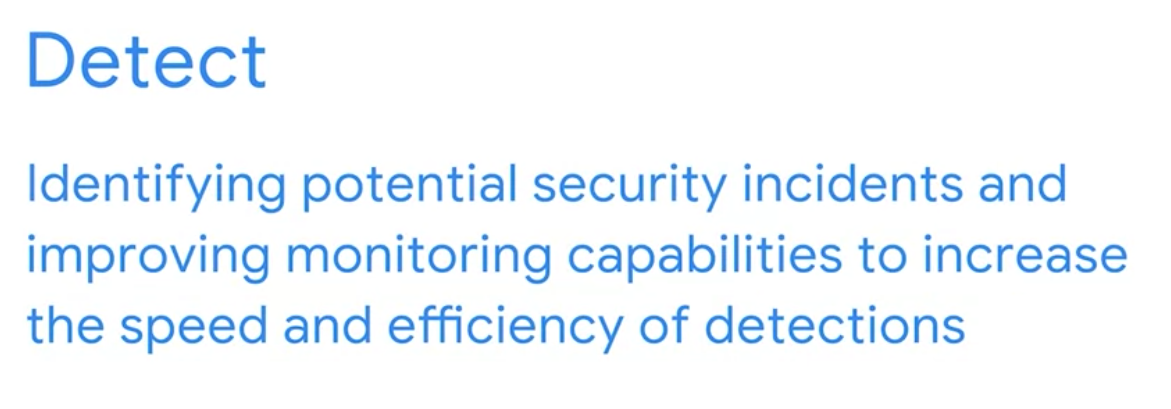 Detect
Identifying potential security incidents and
improving monitoring capabilities to increase
the speed and efficiency of detections